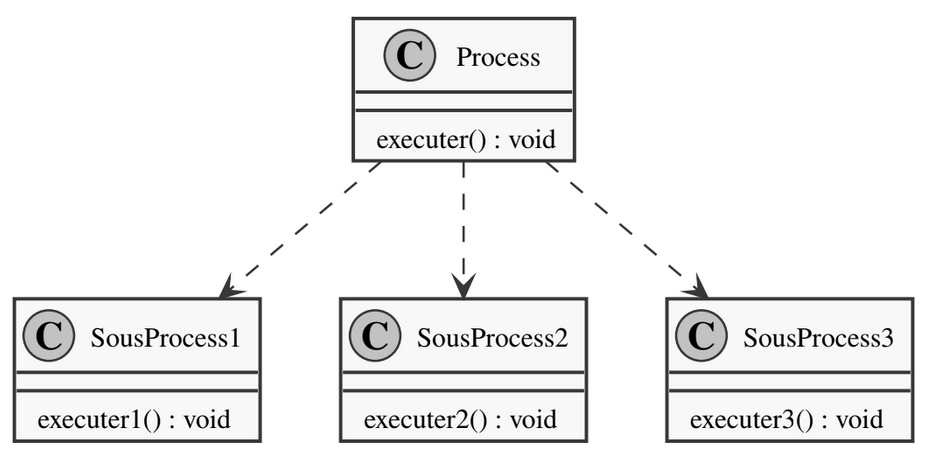 C Process
executer() : void
C SousProcess1
executer1() : void
C SousProcess2
executer2() : void
C SousProcess3
executer3() : void